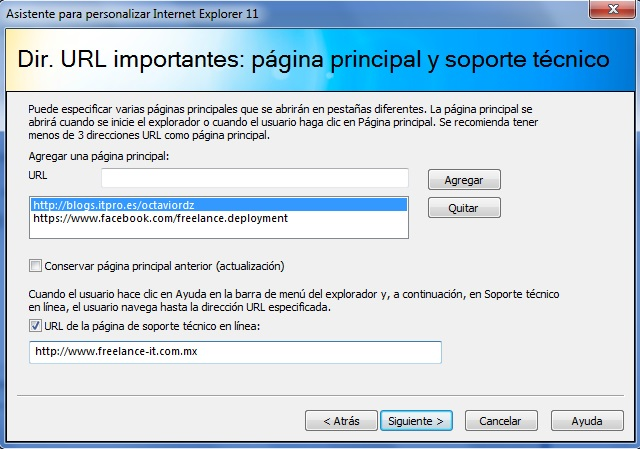 Asistente para personalizar Internet Explorer 11
Dir. URL importantes: página principal y soporte técnico
Puede especificar varias páginas principales que se abrirán en pestañas diferentes. La página principal se
abrirá cuando se inicie el explorador o cuando el usuario haga clic en Página principal. Se recomienda tener
menos de 3 direcciones URL como página principal.
Agregar una página principal:
URL
Agregar
http://blogs.itpro.es/octaviordz
https://www.facebook.com/freelance.deployment
Quitar
Conservar página principal anterior (actualización)
Cuando el usuario hace clic en Ayuda en la barra de menú del explorador y, a continuación, en Soporte técnico
en línea, el usuario navega hasta la dirección URL especificada.
URL de la página de soporte técnico en línea:
http://www.freelance-it.com.mx
< Atrás
Siguiente >
Cancelar
Ayuda